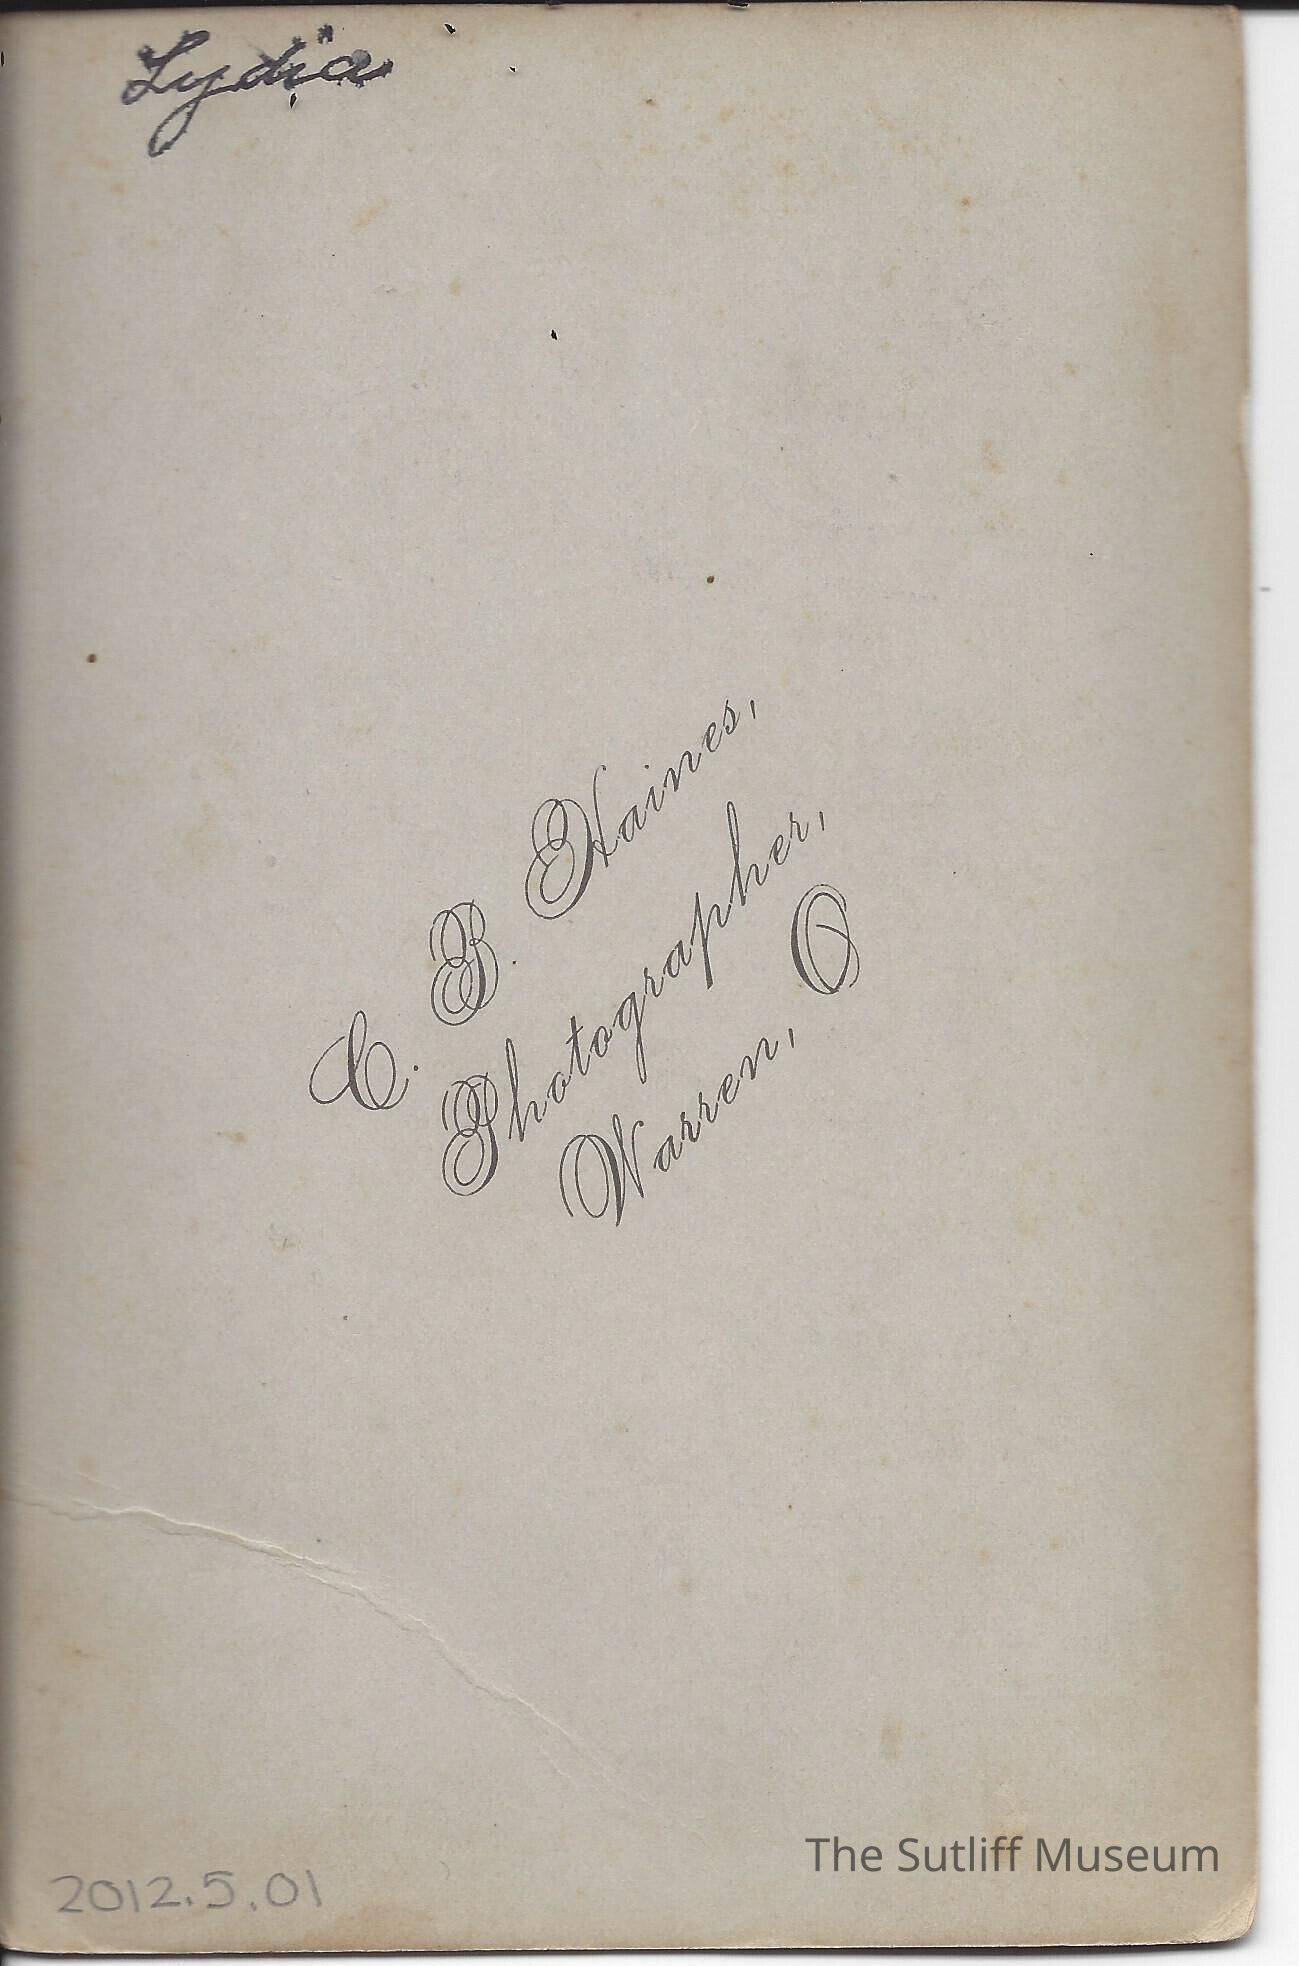 Lydia
C. B. Haines,
Photographer,
Warren, O
The Sutliff Museum
2012.5.01